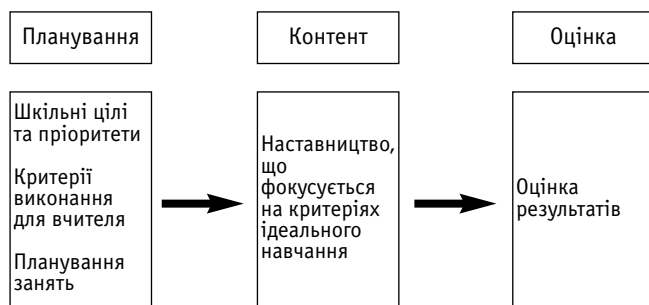 Планування
Контент
Оцінка
Шкільні цілі
та пріоритети
Критерії
виконання
для вчителя
Планування
занять
Наставництво,
що
фокусується
на критеріях
ідеального
навчання
Оцінка
результатів